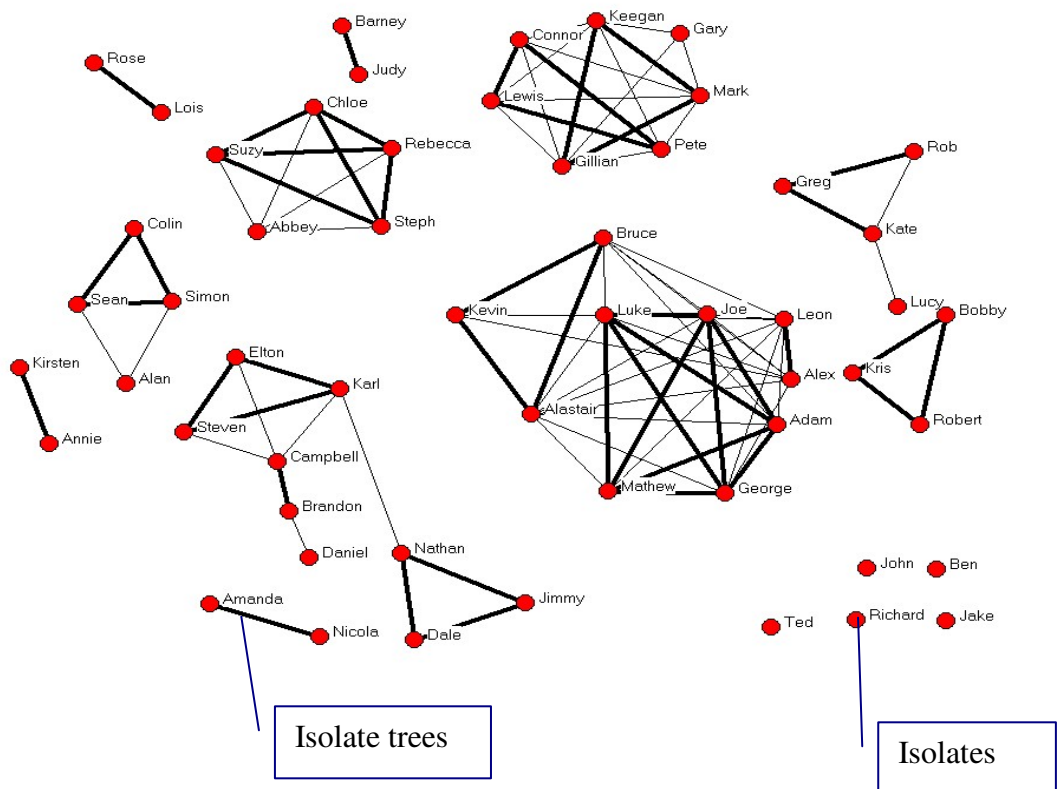 Barney
Keegan
Gary
Connor
Rose
Judy
Mark
Lewis
Chloe
Lois
Rebecca
Suzy
Pete
Gillian
Rob
Greg
Abbey
Steph
Colin
Bruce
Kate
Sean
Simon
Kevin
Luke
Joe
Leon
Lucy
Bobby
Kirsten
Elton
Alan
Karl
Alex
Kris
Alastair
Adam
Robert
Annie
Steven
Campbell
Mathew
George
Brandon
Daniel
Nathan
John
Ben
Amanda
Jimmy
Nicola
Dale
Ted
Richard
Jake
Isolate trees
Isolates